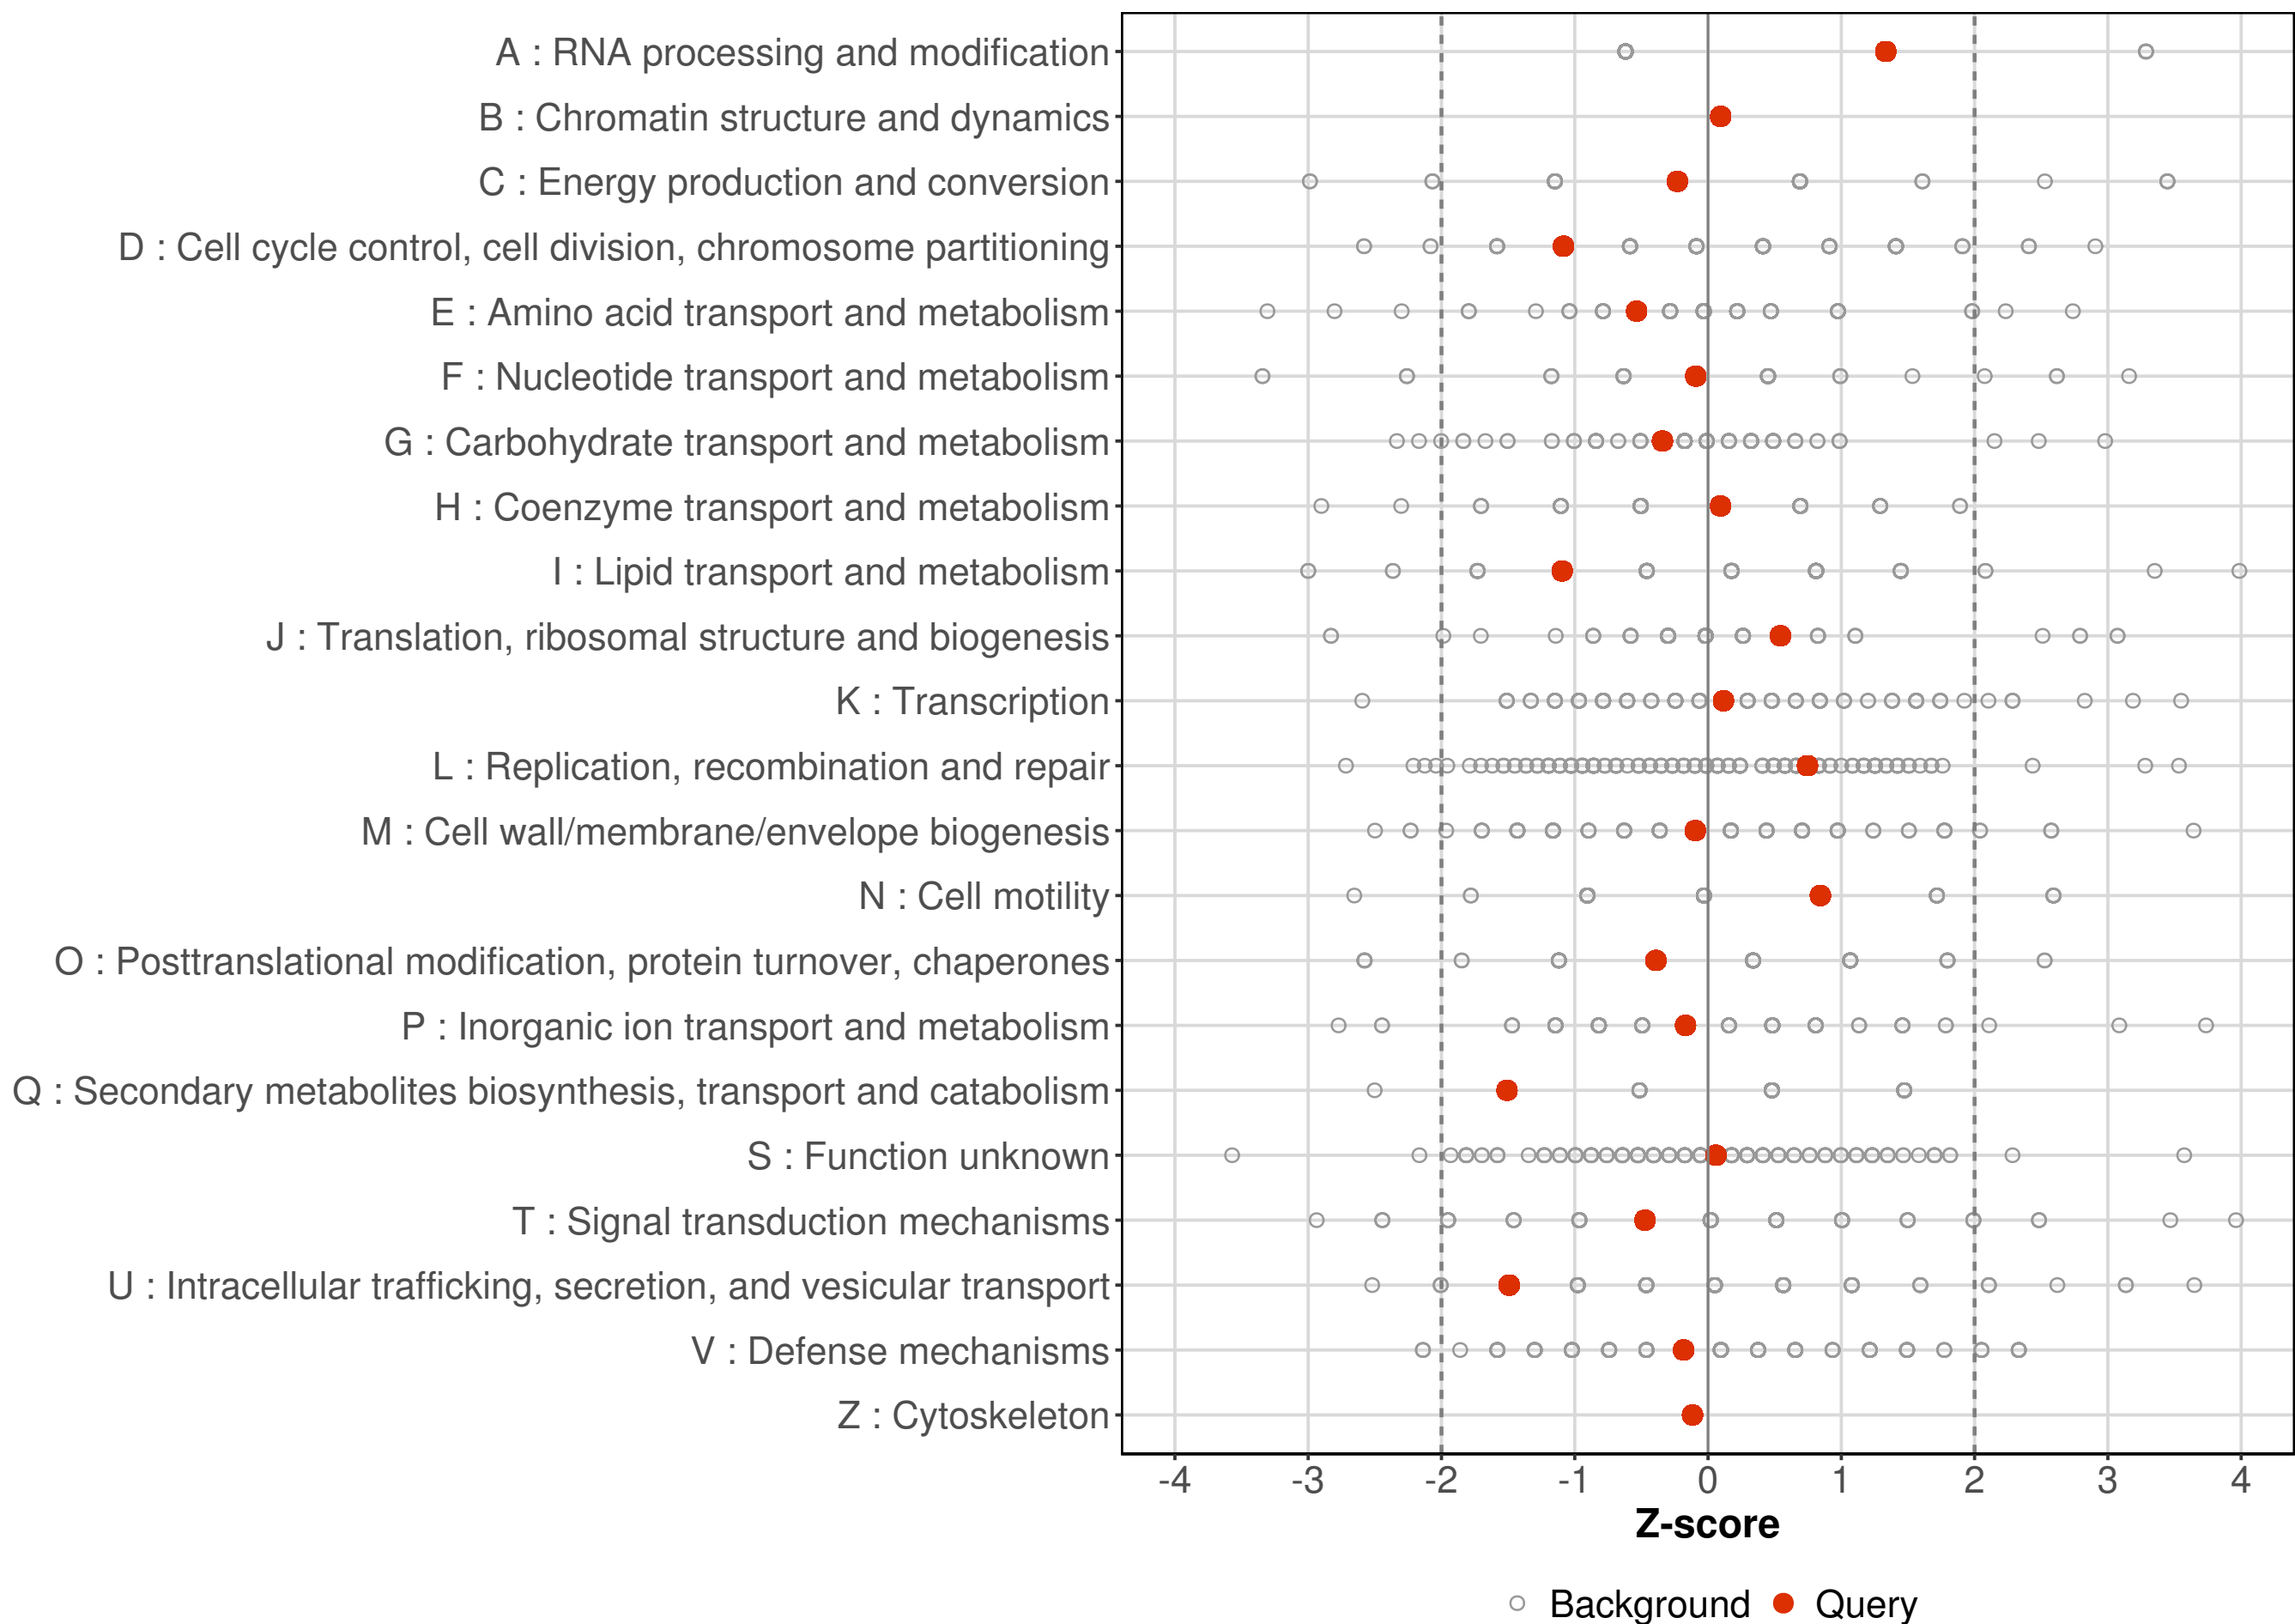 A : RNA processing and modification
B : Chromatin structure and dynamics
C : Energy production and conversion
D : Cell cycle control, cell division, chromosome partitioning
E : Amino acid transport and metabolism
F : Nucleotide transport and metabolism
G : Carbohydrate transport and metabolism
H : Coenzyme transport and metabolism
I : Lipid transport and metabolism
J : Translation, ribosomal structure and biogenesis
K : Transcription
L : Replication, recombination and repair
M : Cell wall/membrane/envelope biogenesis
N : Cell motility
O : Posttranslational modification, protein turnover, chaperones
P : Inorganic ion transport and metabolism
Q : Secondary metabolites biosynthesis, transport and catabolism
S : Function unknown
T : Signal transduction mechanisms
U : Intracellular trafficking, secretion, and vesicular transport
V : Defense mechanisms
Z : Cytoskeleton
-4 -3 -2 -1 0 1 2 3 4
Z-score
Background Query